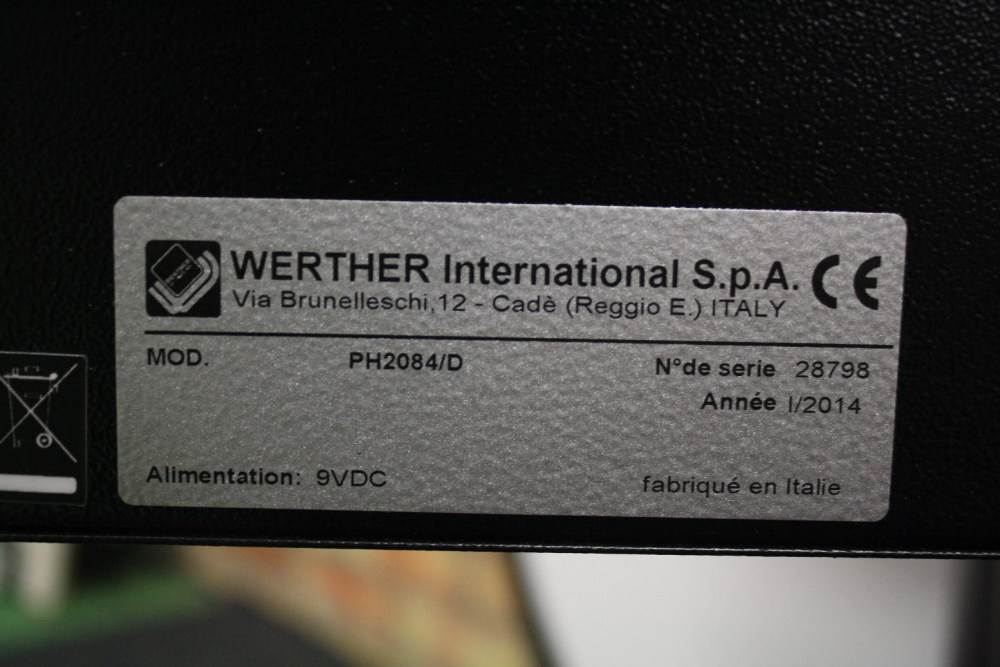 WERTHER International S.p.A. CE
Via Brunelleschi,12 - Cadè (Reggio E.) ITALY
MOD. PH2084/D N°de serie 28798
Année I/2014
Alimentation: 9VDC fabriqué en Italie